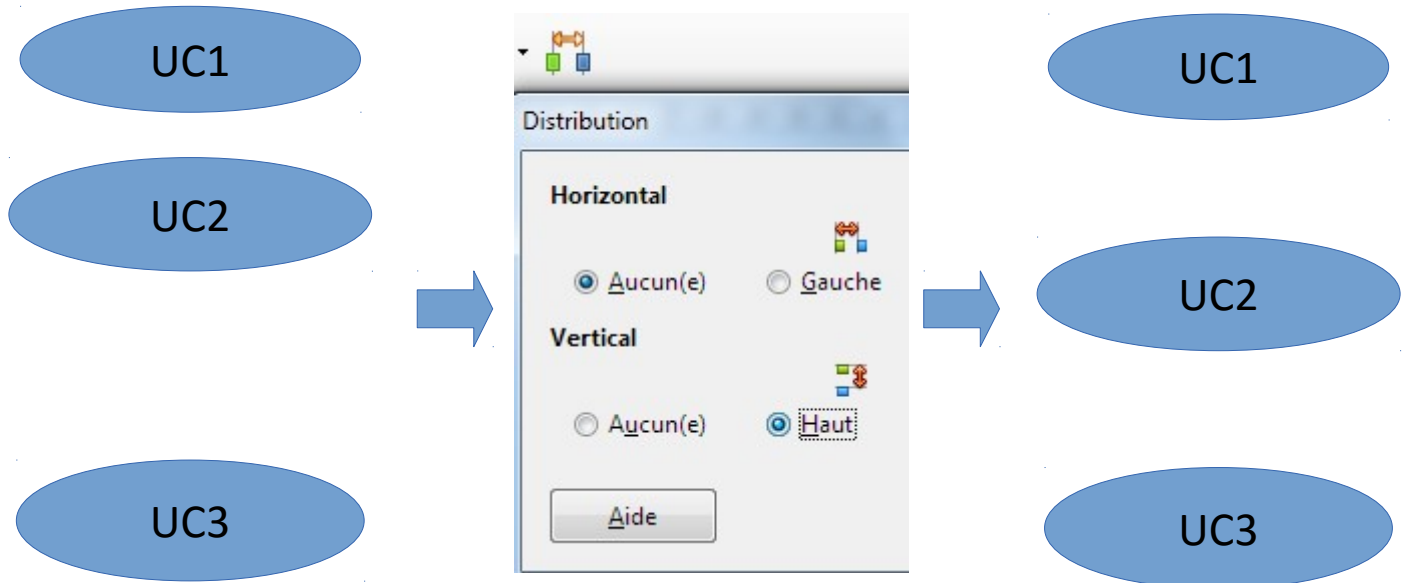 UC1
UC2
UC3
Distribution
Horizontal
Aucun(e) Gauche
Vertical
Aucun(e) Haut
Aide
UC1
UC2
UC3